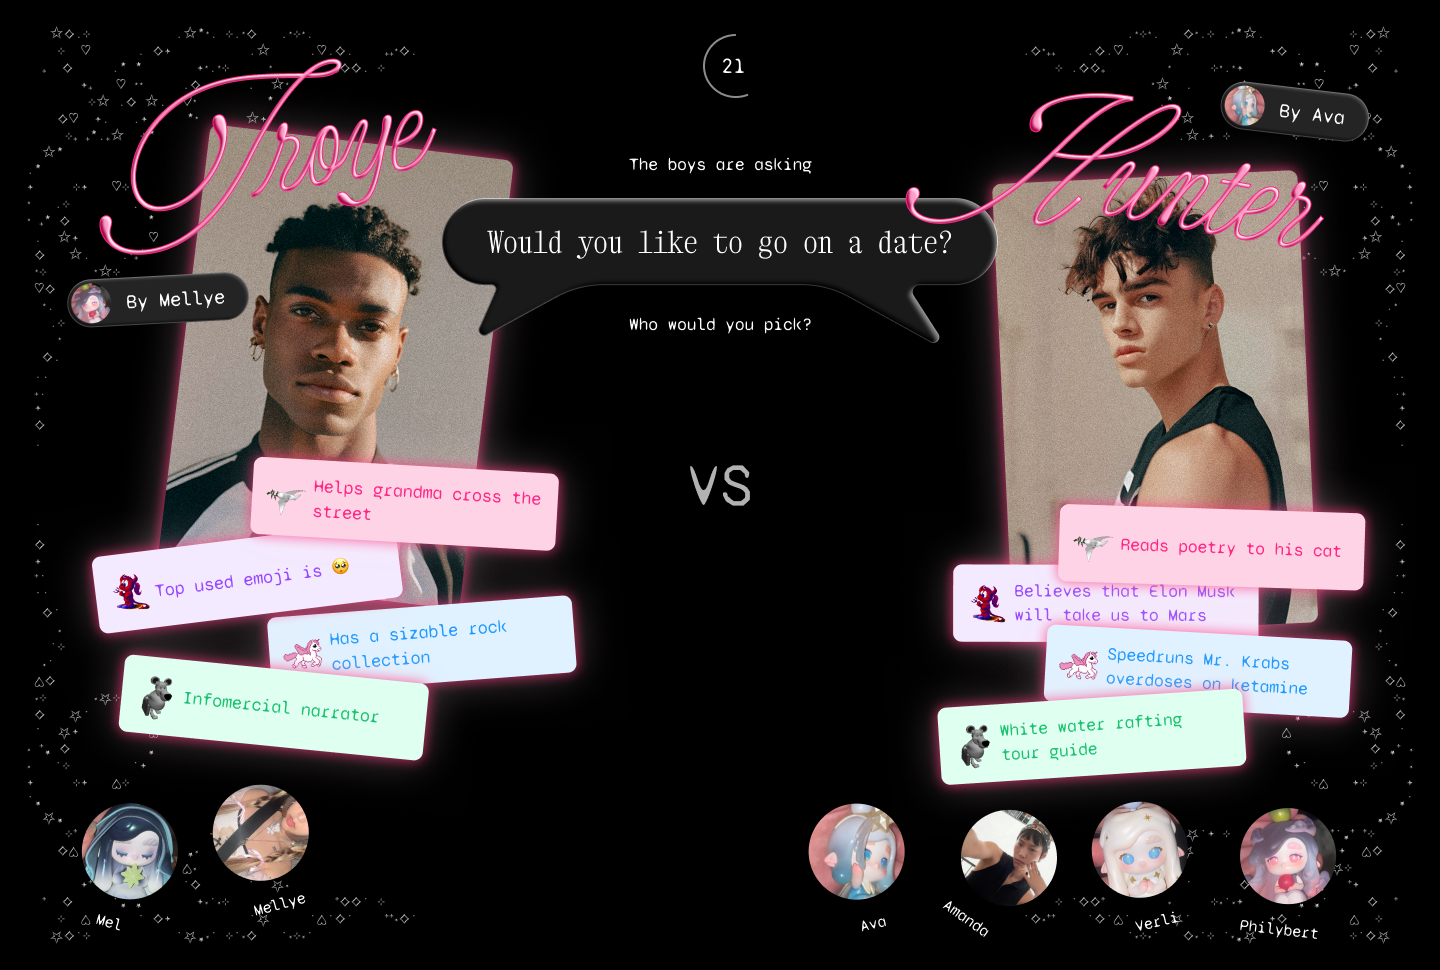 21
Troye
Hunter
By Ava
The boys are asking
Would you like to go on a date?
By Mellye
Who would you pick?
VS
Helps grandma cross the
street
Top used emoji is 🥺
Has a sizable rock
collection
Infomercial narrator
Reads poetry to his cat
Believes that Elon Musk
will take us to Mars
Speedruns Mr. Krabs
overdoses on ketamine
White water rafting
tour guide
Mel
Mellye
Ava
Amanda
Verli
Philybert